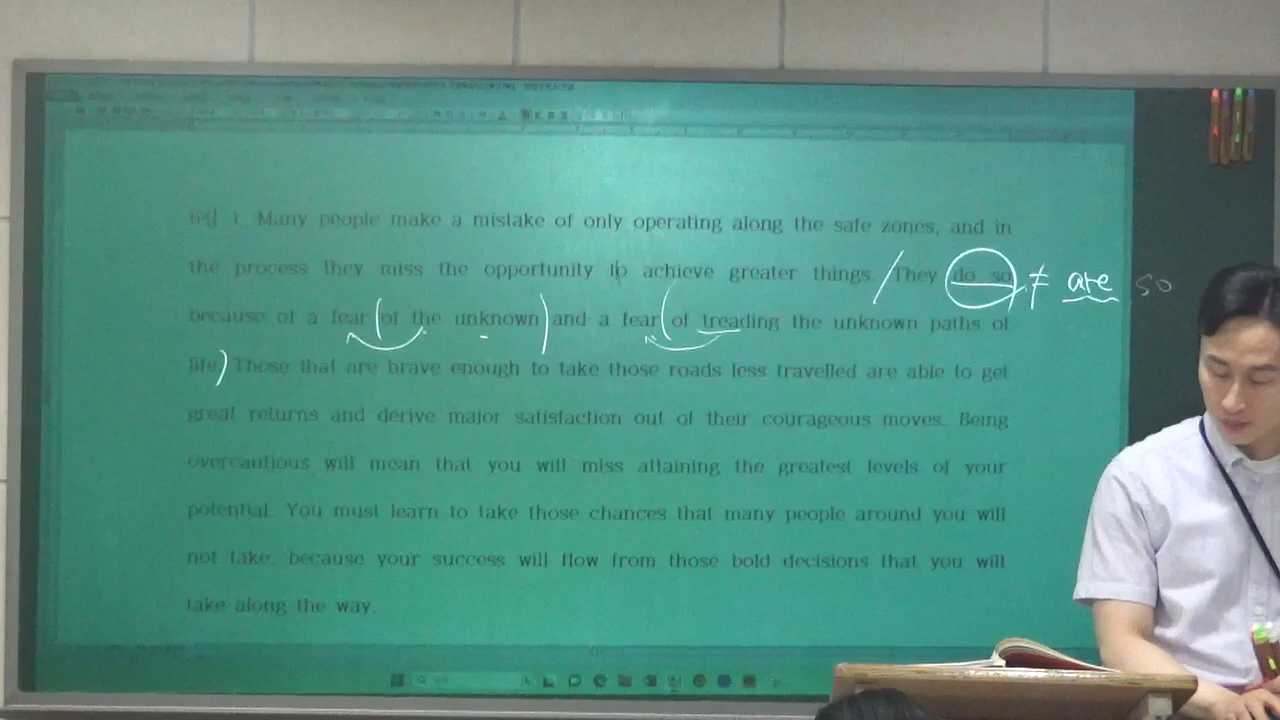 1. Many people make a mistake of only operating along the safe zones, and in
the process they miss the opportunity to achieve greater things. They do so ≠ are so
because of a fear (of the unknown) and a fear (of treading the unknown paths of
life.) Those that are brave enough to take those roads less travelled are able to get
great returns and derive major satisfaction out of their courageous moves. Being
overcautious will mean that you will miss attaining the greatest levels of your
potential. You must learn to take those chances that many people around you will
not take, because your success will flow from those bold decisions that you will
take along the way.